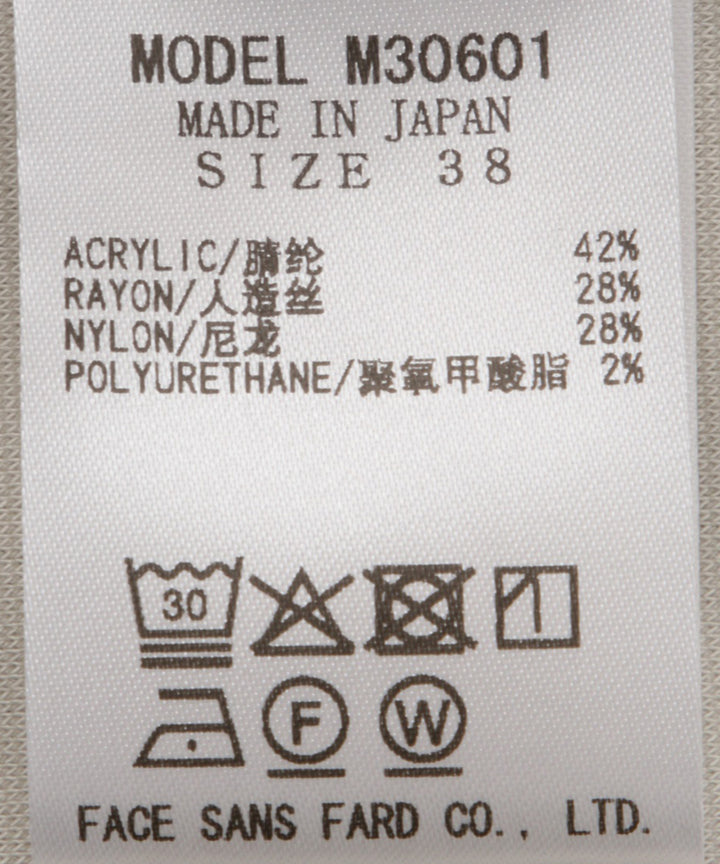 MODEL M30601
MADE IN JAPAN
SIZE 38
ACRYLIC/腈纶 42%
RAYON/人造丝 28%
NYLON/尼龙 28%
POLYURETHANE/聚氧甲酸脂 2%
30
F W
FACE SANS FARD CO., LTD.